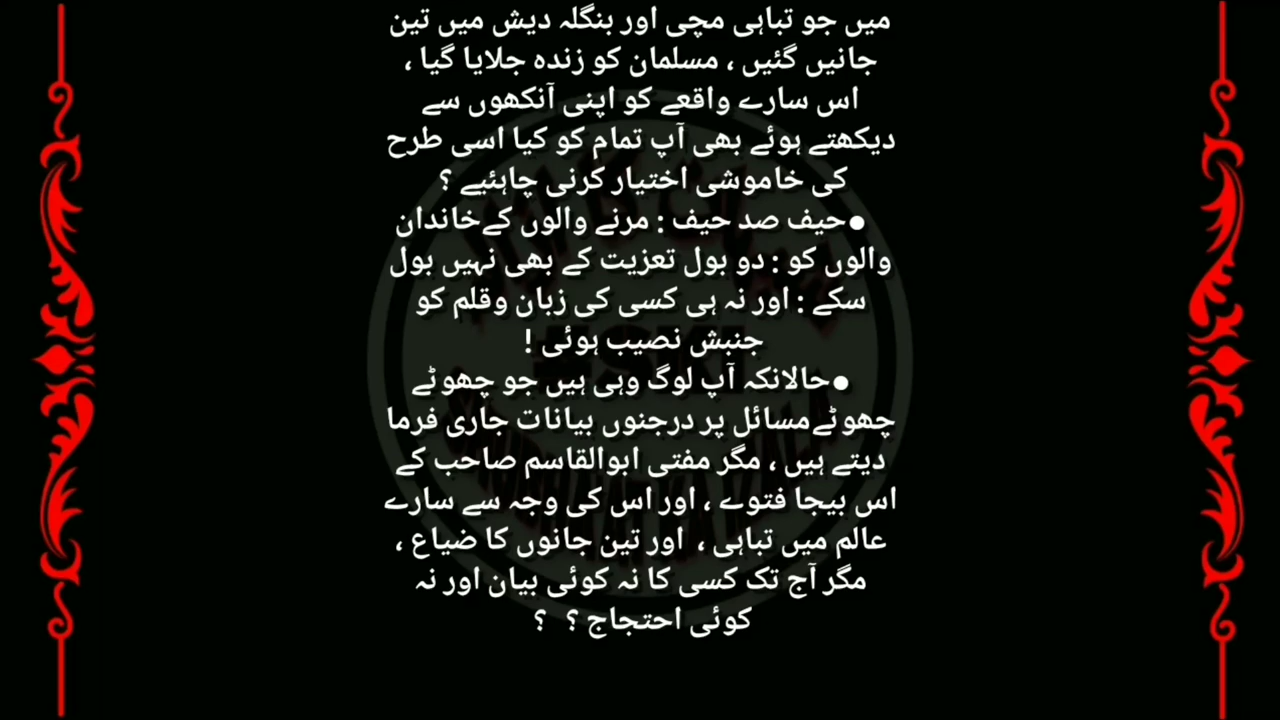 میں جو تباہی مچی اور بنگلہ دیش میں تین
جانیں گئیں ، مسلمان کو زندہ جلایا گیا ،
اس سارے واقعے کو اپنی آنکھوں سے
دیکھتے ہوئے بھی آپ تمام کو کیا اسی طرح
کی خاموشی اختیار کرنی چاہئیے ؟
●حیف صد حیف : مرنے والوں کےخاندان
والوں کو : دو بول تعزیت کے بھی نہیں بول
سکے : اور نہ ہی کسی کی زبان وقلم کو
جنبش نصیب ہوئی !
●حالانکہ آپ لوگ وہی ہیں جو چھوٹے
چھوٹےمسائل پر درجنوں بیانات جاری فرما
دیتے ہیں ، مگر مفتی ابوالقاسم صاحب کے
اس بیجا فتوے ، اور اس کی وجہ سے سارے
عالم میں تباہی ، اور تین جانوں کا ضیاع ،
مگر آج تک کسی کا نہ کوئی بیان اور نہ
کوئی احتجاج ؟ ؟